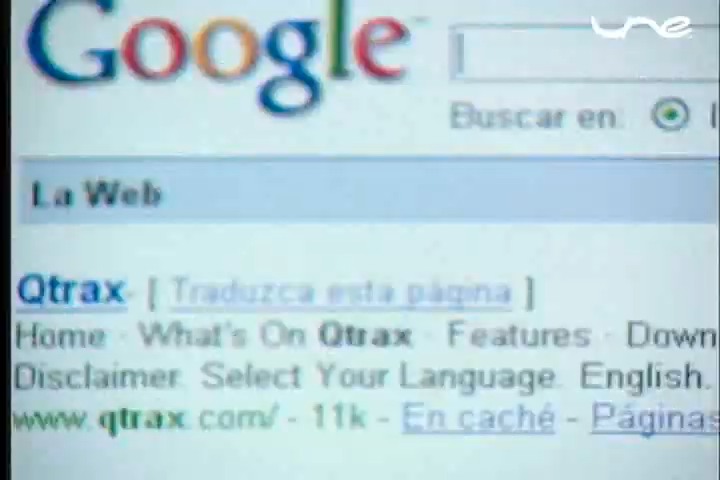 Google
une
Buscar en:
La Web
Qtrax - [ Traduzca esta página ]
Home · What's On Qtrax · Features · Down
Disclaimer. Select Your Language. English.
www.qtrax.com/ - 11k - En caché - Páginas